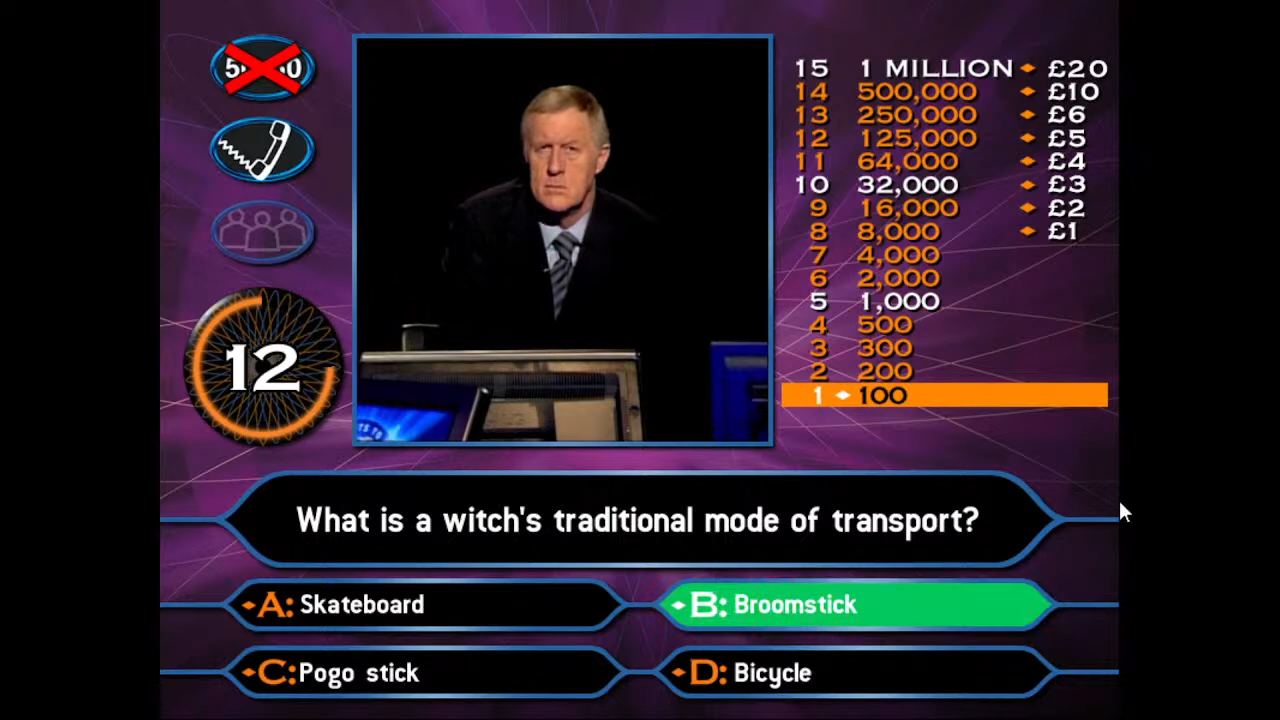 15 1 MILLION £20
14 500,000 £10
13 250,000 £6
12 125,000 £5
11 64,000 £4
10 32,000 £3
9 16,000 £2
8 8,000 £1
7 4,000
6 2,000
5 1,000
4 500
3 300
2 200
1 100
12
What is a witch's traditional mode of transport?
A: Skateboard
B: Broomstick
C: Pogo stick
D: Bicycle